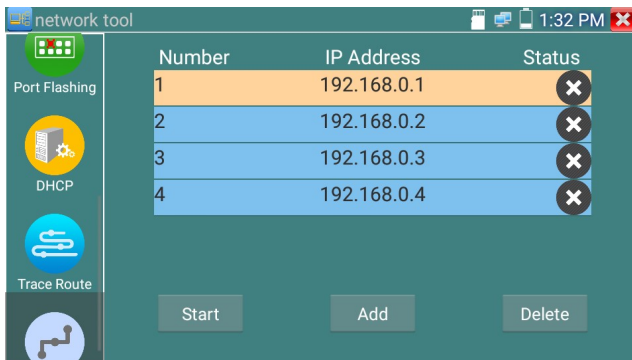 network tool
1:32 PM
Number IP Address Status
1 192.168.0.1
2 192.168.0.2
3 192.168.0.3
4 192.168.0.4
Port Flashing
DHCP
Trace Route
Start Add Delete